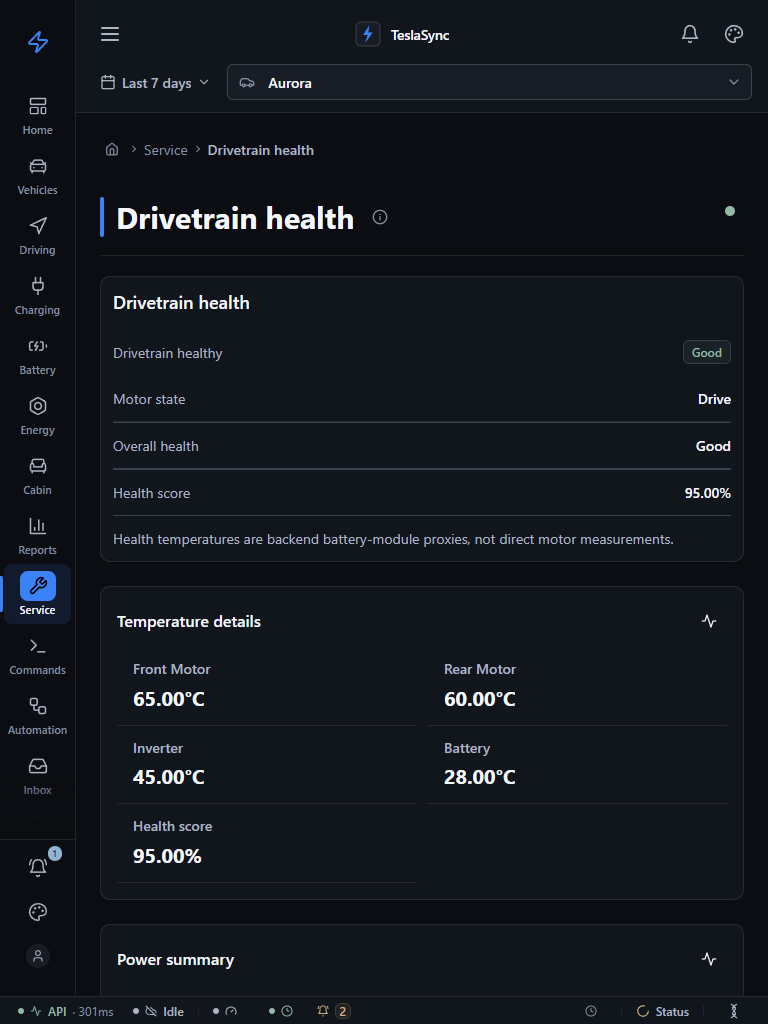 TeslaSync
Last 7 days
Aurora
Home
Vehicles
Driving
Charging
Battery
Energy
Cabin
Reports
Service
Commands
Automation
Inbox
1
Service
Drivetrain health
Drivetrain health
Drivetrain health
Drivetrain healthy Good
Motor state Drive
Overall health Good
Health score 95.00%
Health temperatures are backend battery-module proxies, not direct motor measurements.
Temperature details
Front Motor Rear Motor
65.00°C 60.00°C
Inverter Battery
45.00°C 28.00°C
Health score
95.00%
Power summary
API · 301ms Idle 2 Status